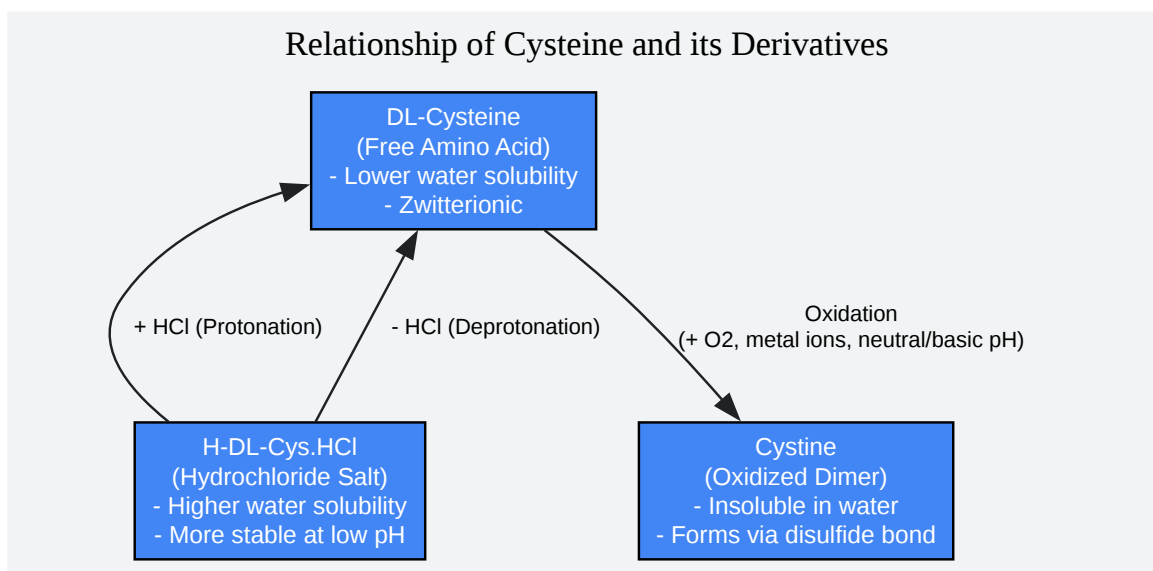 Relationship of Cysteine and its Derivatives
DL-Cysteine
(Free Amino Acid)
- Lower water solubility
- Zwitterionic
+ HCl (Protonation)
- HCl (Deprotonation)
Oxidation
(+ O2, metal ions, neutral/basic pH)
H-DL-Cys.HCl
(Hydrochloride Salt)
- Higher water solubility
- More stable at low pH
Cystine
(Oxidized Dimer)
- Insoluble in water
- Forms via disulfide bond